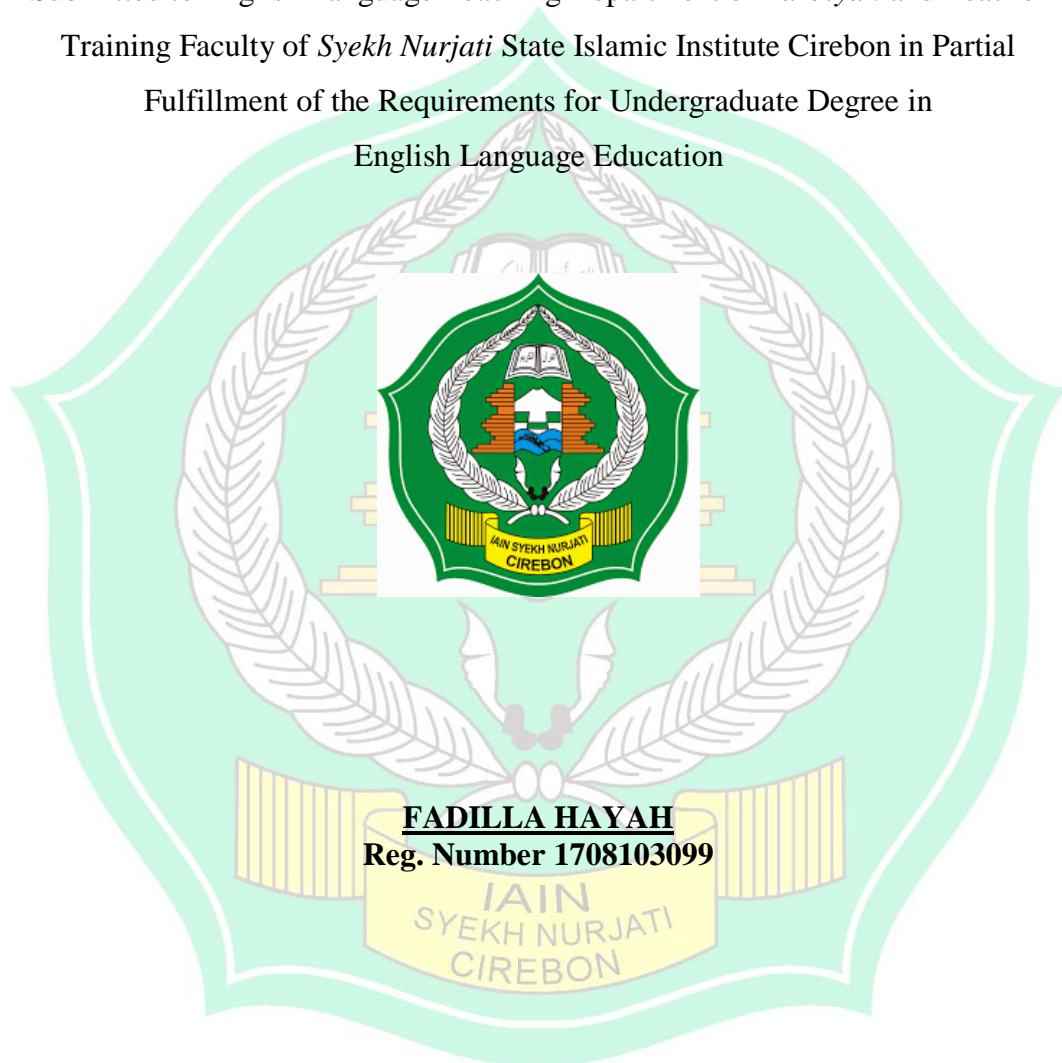 Training Faculty of Syekh Nurjati State Islamic Institute Cirebon in Partial
Fulfillment of the Requirements for Undergraduate Degree in
English Language Education
IAIN SYEKH NURJATI
CIREBON
FADILLA HAYAH
Reg. Number 1708103099
IAIN
SYEKH NURJATI
CIREBON